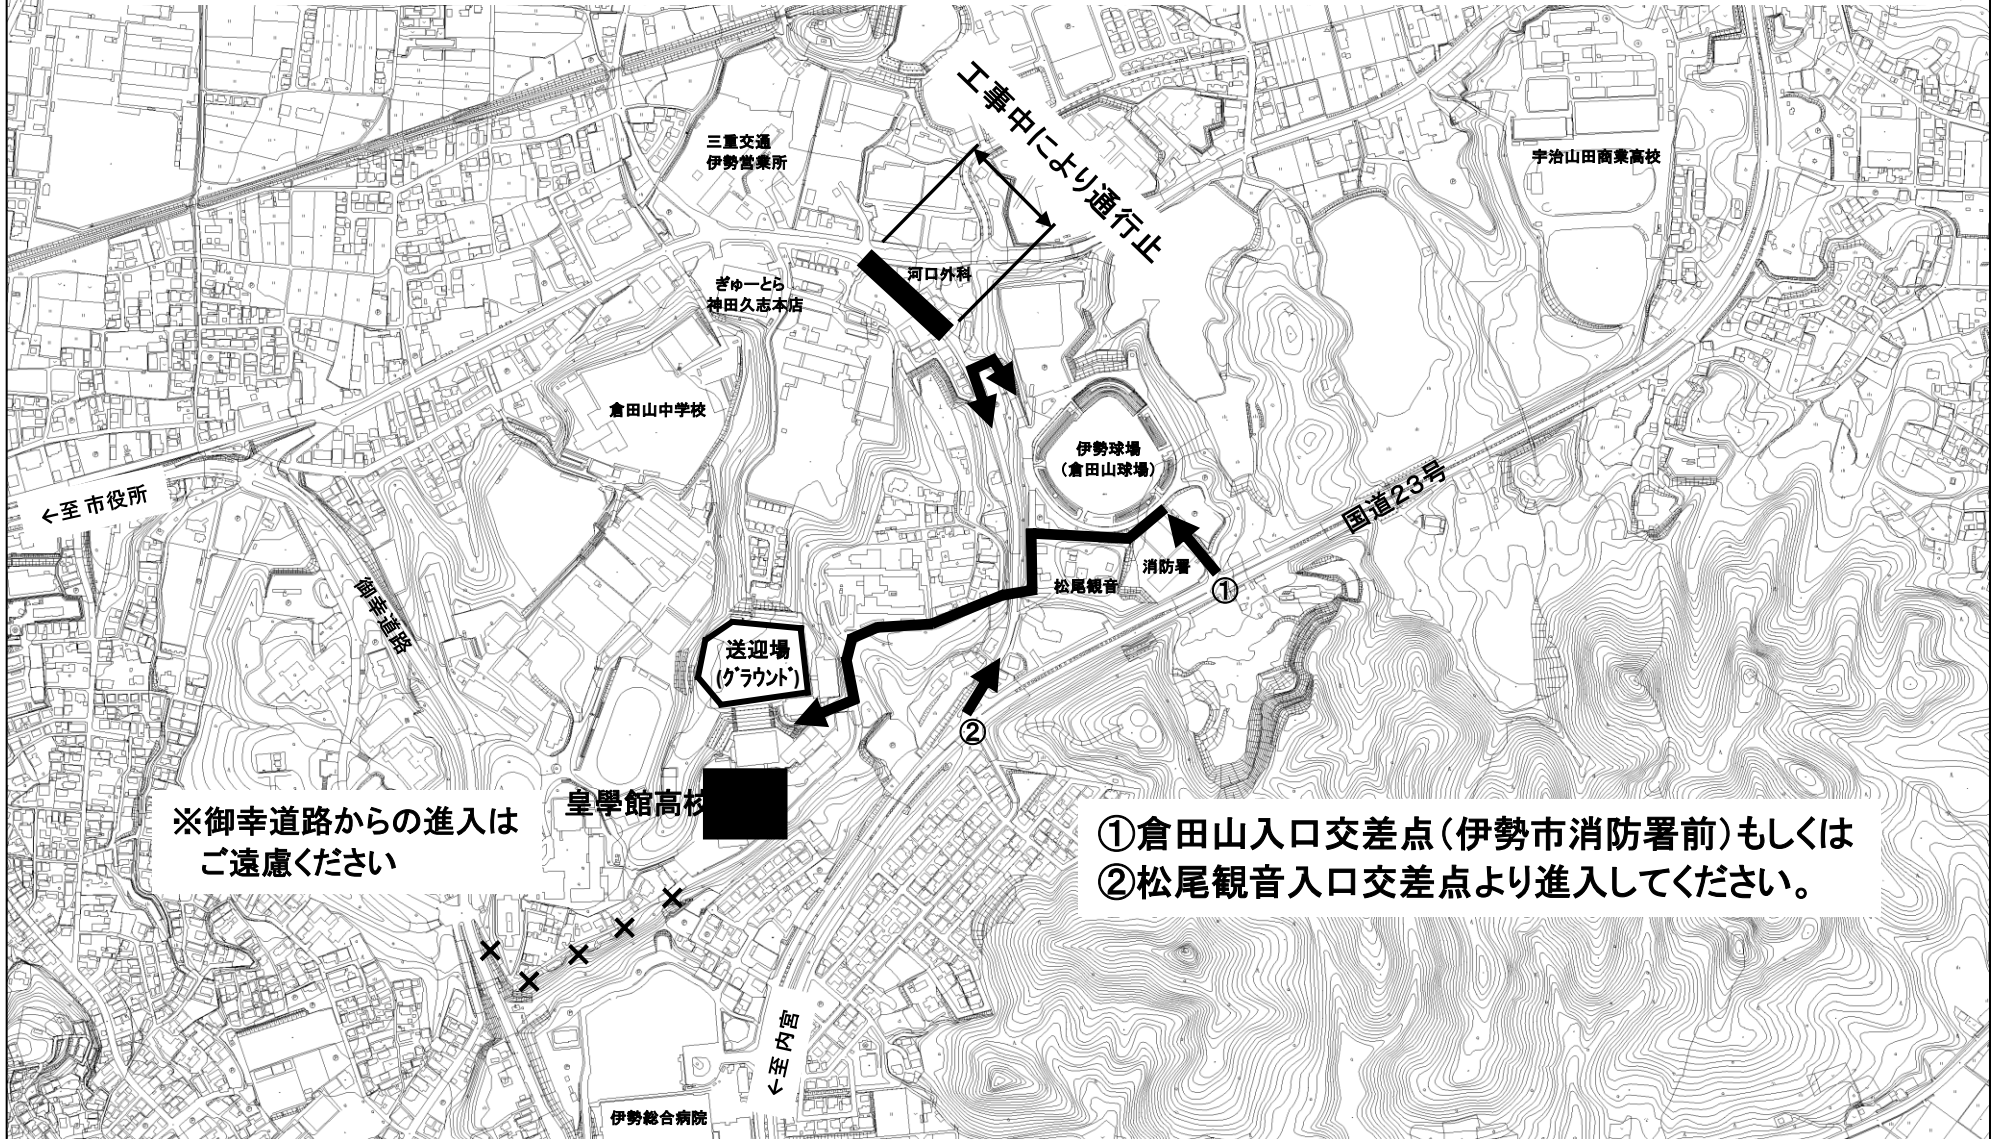 工事中により通行止
三重交通
伊勢営業所
宇治山田商業高校
河口外科
ぎゅーとら
神田久志本店
倉田山中学校
伊勢球場
（倉田山球場）
国道23号
←至 市役所
消防署
松尾観音
①
御幸道路
送迎場
(グラウンド)
②
皇學館高校
※御幸道路からの進入は
ご遠慮ください
①倉田山入口交差点（伊勢市消防署前）もしくは
②松尾観音入口交差点より進入してください。
←至 内宮
伊勢総合病院